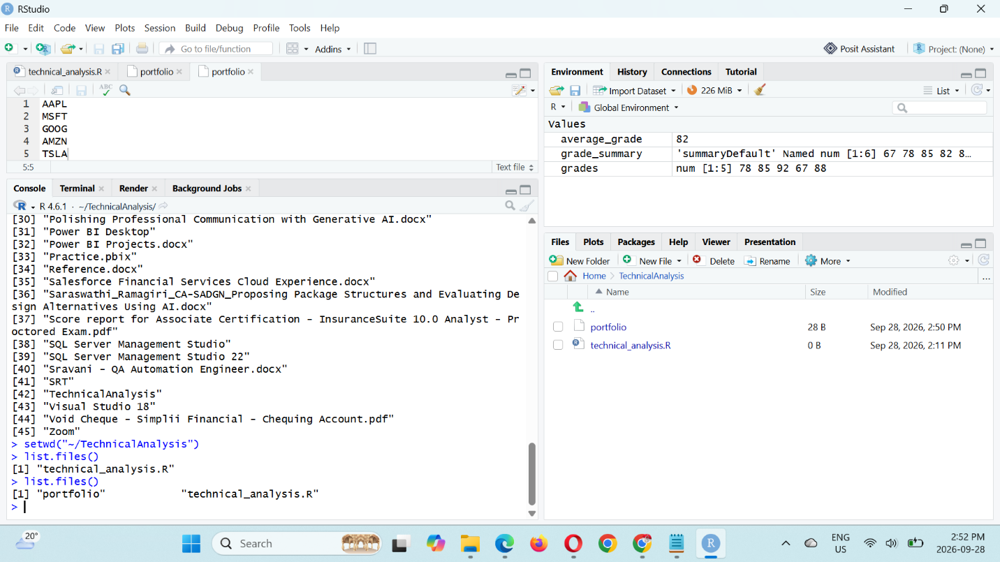 RStudio
File Edit Code View Plots Session Build Debug Profile Tools Help
Go to file/function Addins Posit Assistant Project: (None)
technical_analysis.R portfolio portfolio
ABC
1 AAPL
2 MSFT
3 GOOG
4 AMZN
5 TSLA
5:5 Text file
Console Terminal Render Background Jobs
R 4.6.1 · ~/TechnicalAnalysis/
[30] "Polishing Professional Communication with Generative AI.docx"
[31] "Power BI Desktop"
[32] "Power BI Projects.docx"
[33] "Practice.pbix"
[34] "Reference.docx"
[35] "Salesforce Financial Services Cloud Experience.docx"
[36] "Saraswathi_Ramagiri_CA-SADGN_Proposing Package Structures and Evaluating De
sign Alternatives Using AI.docx"
[37] "Score report for Associate Certification - InsuranceSuite 10.0 Analyst - Pr
octored Exam.pdf"
[38] "SQL Server Management Studio"
[39] "SQL Server Management Studio 22"
[40] "Sravani - QA Automation Engineer.docx"
[41] "SRT"
[42] "TechnicalAnalysis"
[43] "Visual Studio 18"
[44] "Void Cheque - Simplii Financial - Chequing Account.pdf"
[45] "Zoom"
> setwd("~/TechnicalAnalysis")
> list.files()
[1] "technical_analysis.R"
> list.files()
[1] "portfolio" "technical_analysis.R"
>
Environment History Connections Tutorial
Import Dataset 226 MiB List
R Global Environment
Values
average_grade 82
grade_summary 'summaryDefault' Named num [1:6] 67 78 85 82 8…
grades num [1:5] 78 85 92 67 88
Files Plots Packages Help Viewer Presentation
New Folder New File Delete Rename More
Home TechnicalAnalysis ...
Name Size Modified
..
portfolio 28 B Sep 28, 2026, 2:50 PM
technical_analysis.R 0 B Sep 28, 2026, 2:11 PM
20° Search ENG 2:52 PM
US 2026-09-28